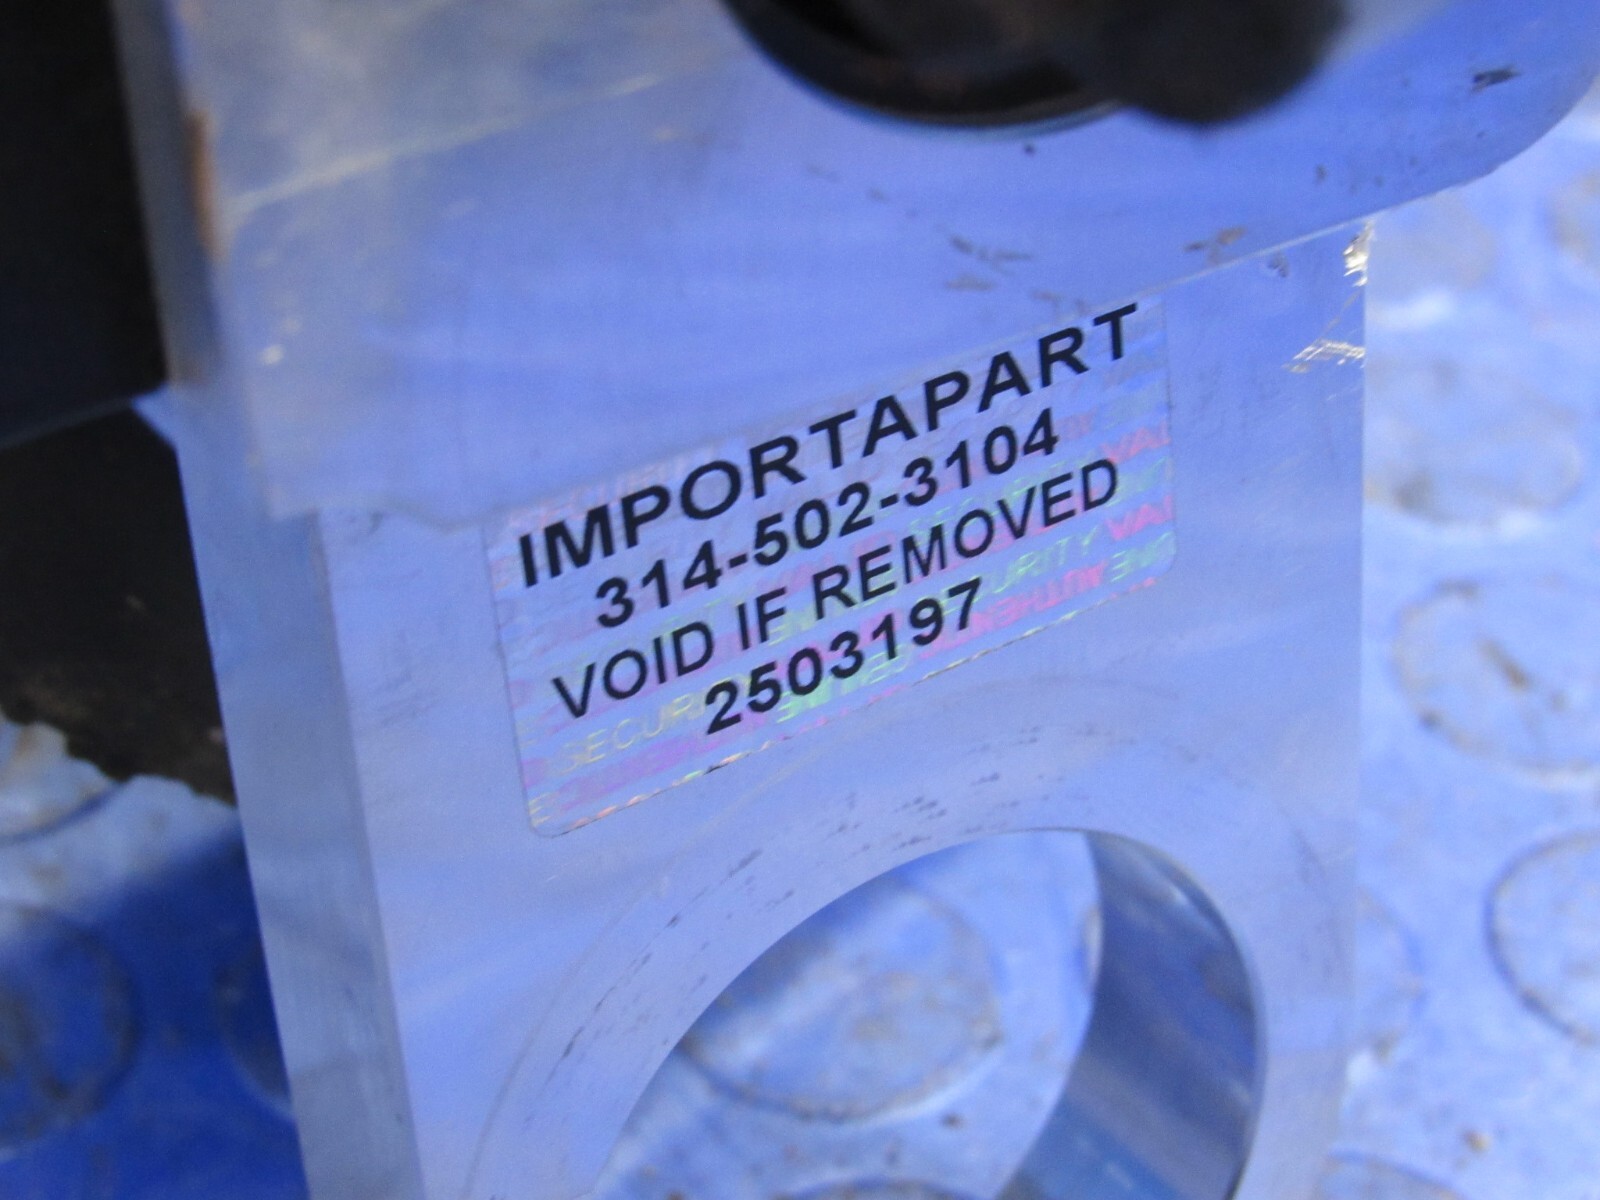 IMPORTAPART
314-502-3104
VOID IF REMOVED
2503197